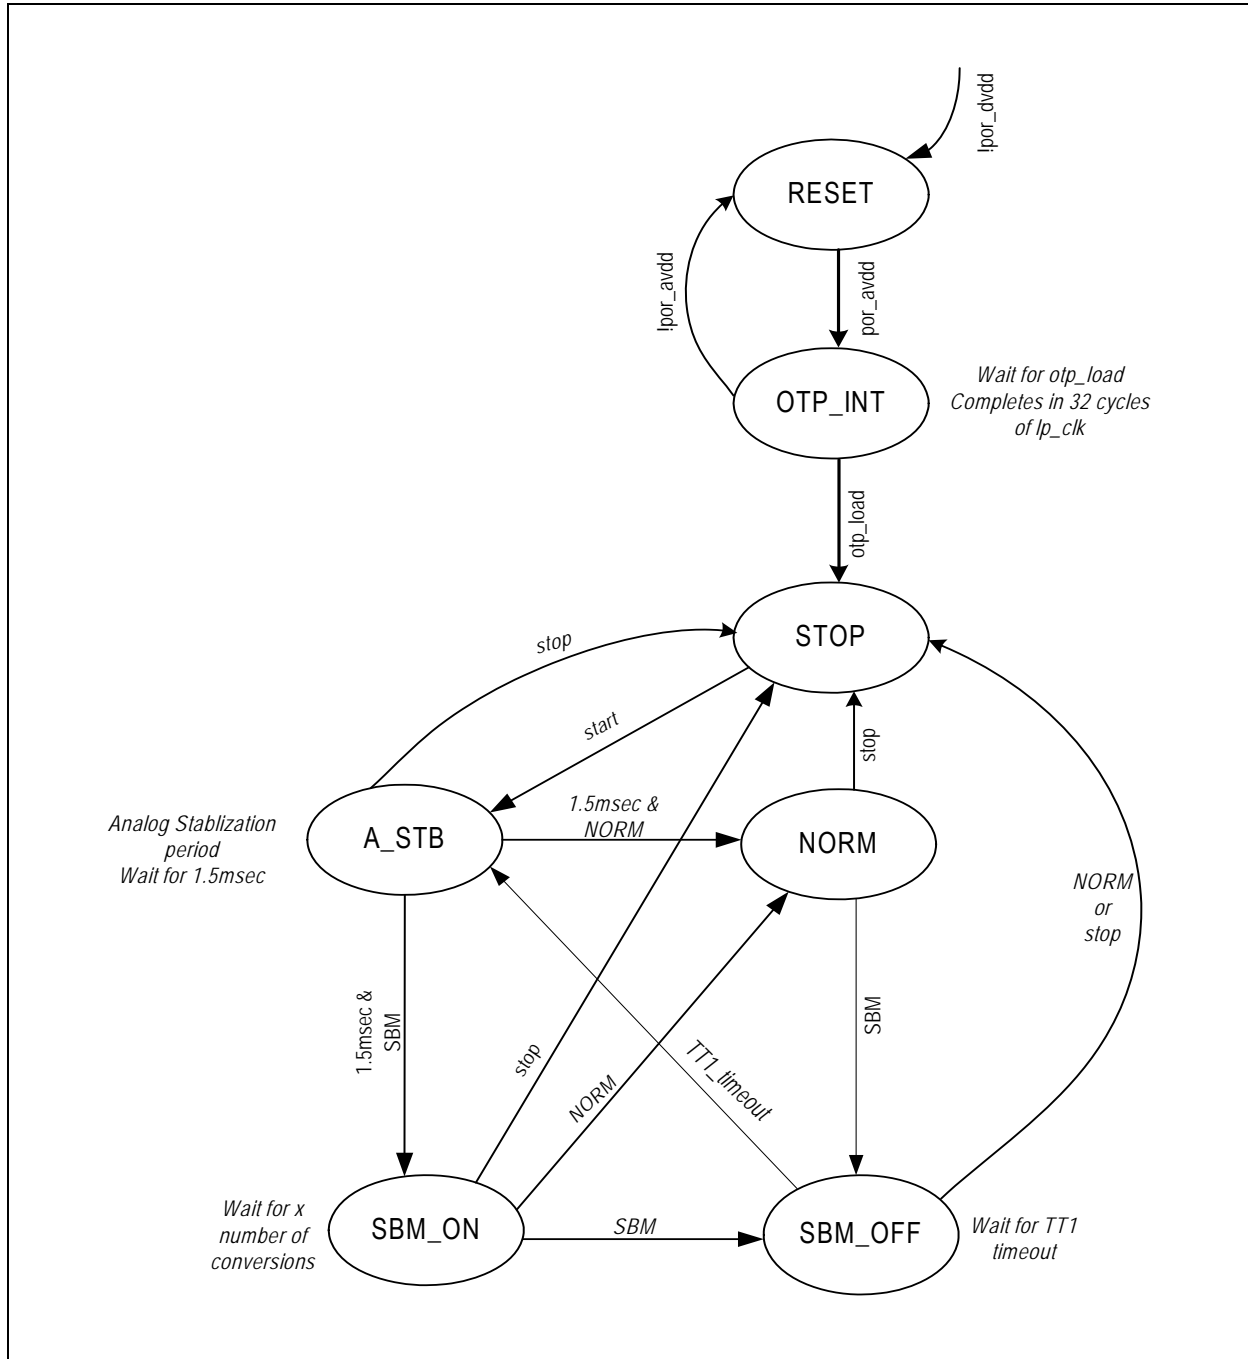 !por_dvdd
RESET
!por_avdd
por_avdd
OTP_INT
Wait for otp_load
Completes in 32 cycles
of lp_clk
otp_load
STOP
stop
start
stop
A_STB
Analog Stablization
period
Wait for 1.5msec
1.5msec &
NORM
NORM
NORM
or
stop
1.5msec &
SBM
stop
NORM
TT1_timeout
SBM
SBM_ON
Wait for x
number of
conversions
SBM
SBM_OFF
Wait for TT1
timeout